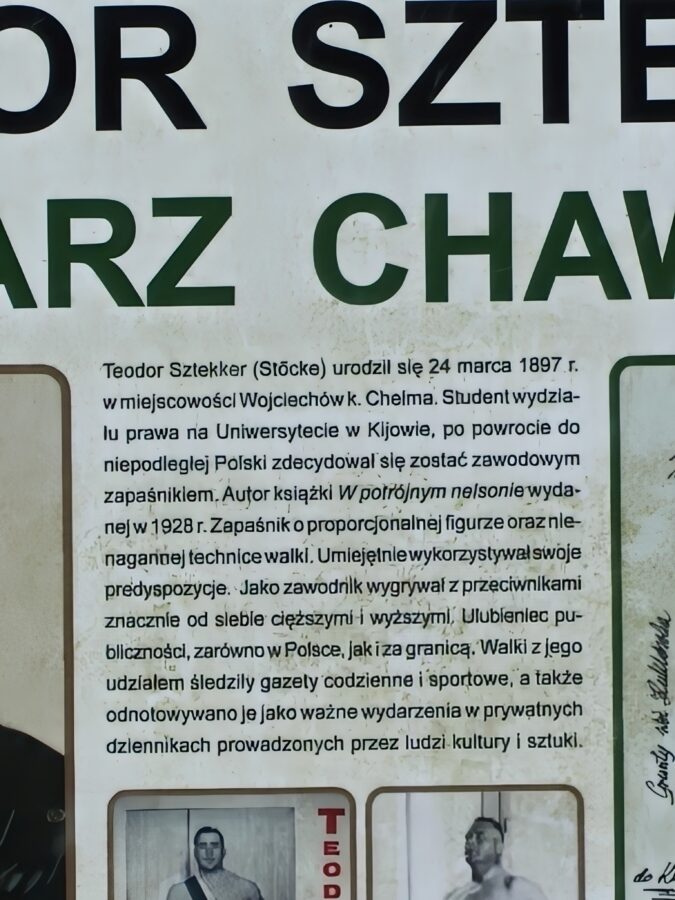 OR SZTE
ARZ CHAW
Teodor Sztekker (Stöcke) urodził się 24 marca 1897 r.
w miejscowości Wojciechów k. Chełma. Student wydzia-
łu prawa na Uniwersytecie w Kijowie, po powrocie do
niepodległej Polski zdecydował się zostać zawodowym
zapaśnikiem. Autor książki W potrójnym nelsonie wyda-
nej w 1928 r. Zapaśnik o proporcjonalnej figurze oraz nie-
nagannej technice walki. Umiejętnie wykorzystywał swoje
predyspozycje. Jako zawodnik wygrywał z przeciwnikami
znacznie od siebie cięższymi i wyższymi. Ulubieniec pu-
bliczności, zarówno w Polsce, jak i za granicą. Walki z jego
udziałem śledziły gazety codzienne i sportowe, a także
odnotowywano je jako ważne wydarzenia w prywatnych
dziennikach prowadzonych przez ludzi kultury i sztuki.
TEOD
do